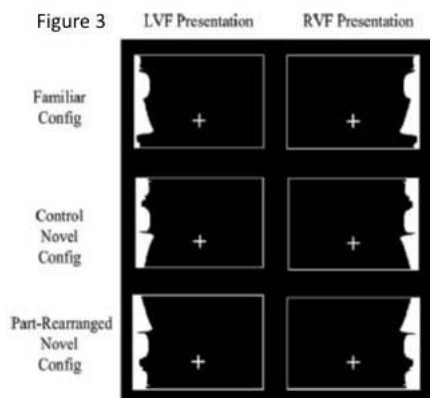 Figure 3
LVF Presentation
RVF Presentation
Familiar
Config
Control
Novel
Config
Part-Rearranged
Novel
Config